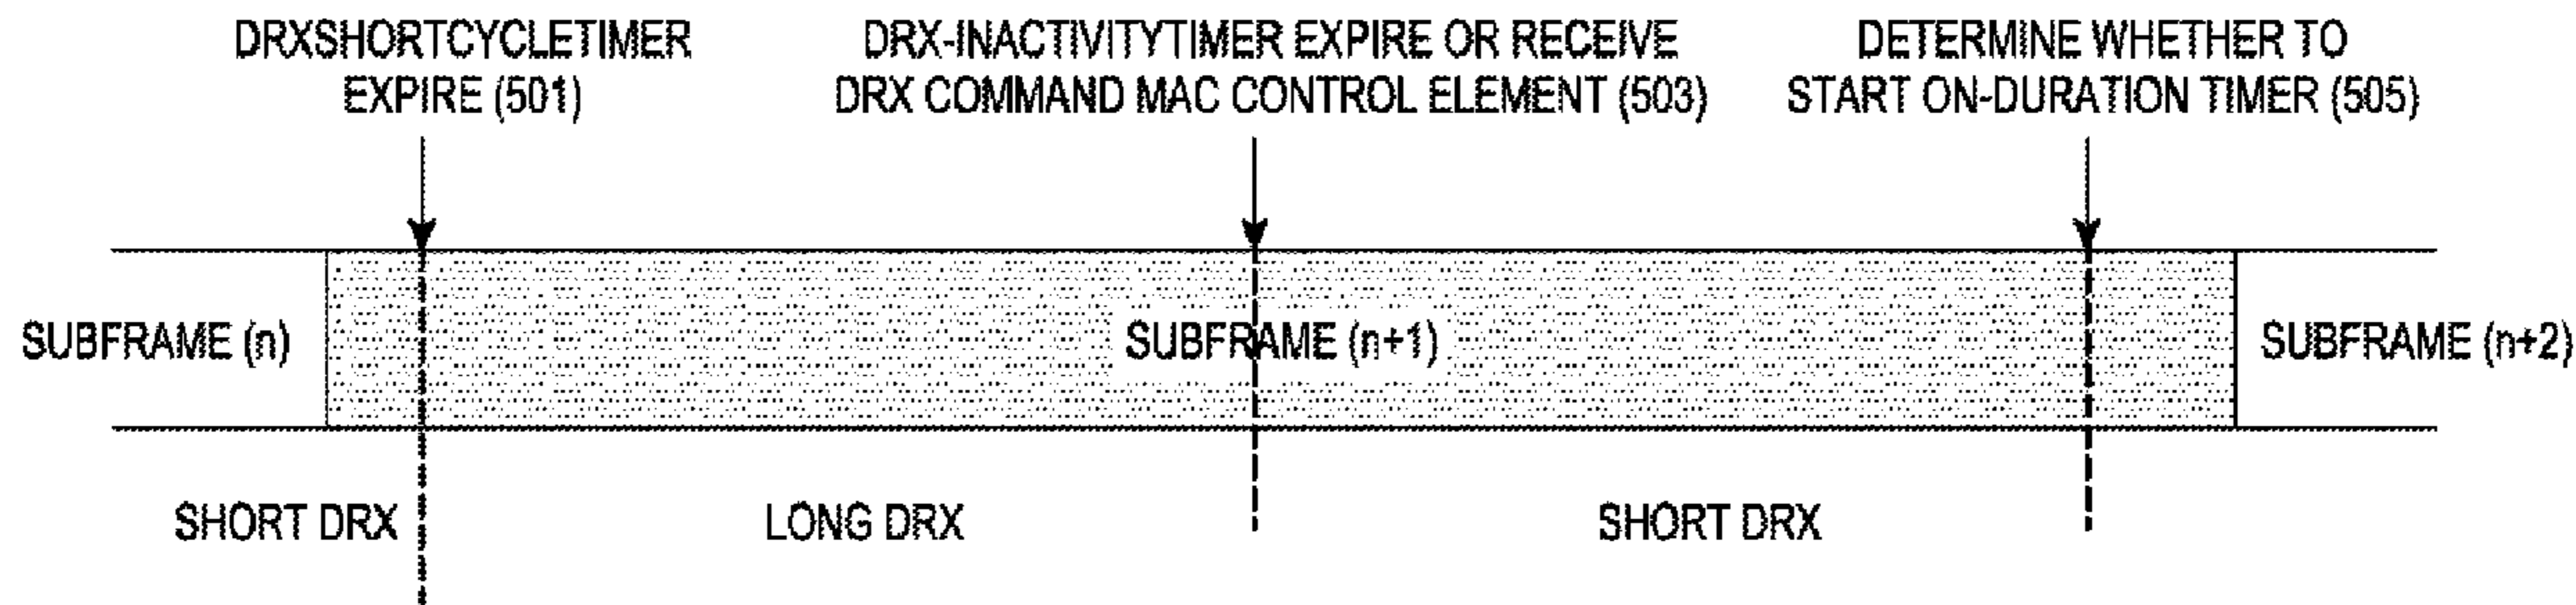 DRXSHORTCYCLETIMER
EXPIRE (501)
DRX-INACTIVITYTIMER EXPIRE OR RECEIVE
DRX COMMAND MAC CONTROL ELEMENT (503)
DETERMINE WHETHER TO
START ON-DURATION TIMER (505)
SUBFRAME (n)
SUBFRAME (n+1)
SUBFRAME (n+2)
SHORT DRX
LONG DRX
SHORT DRX